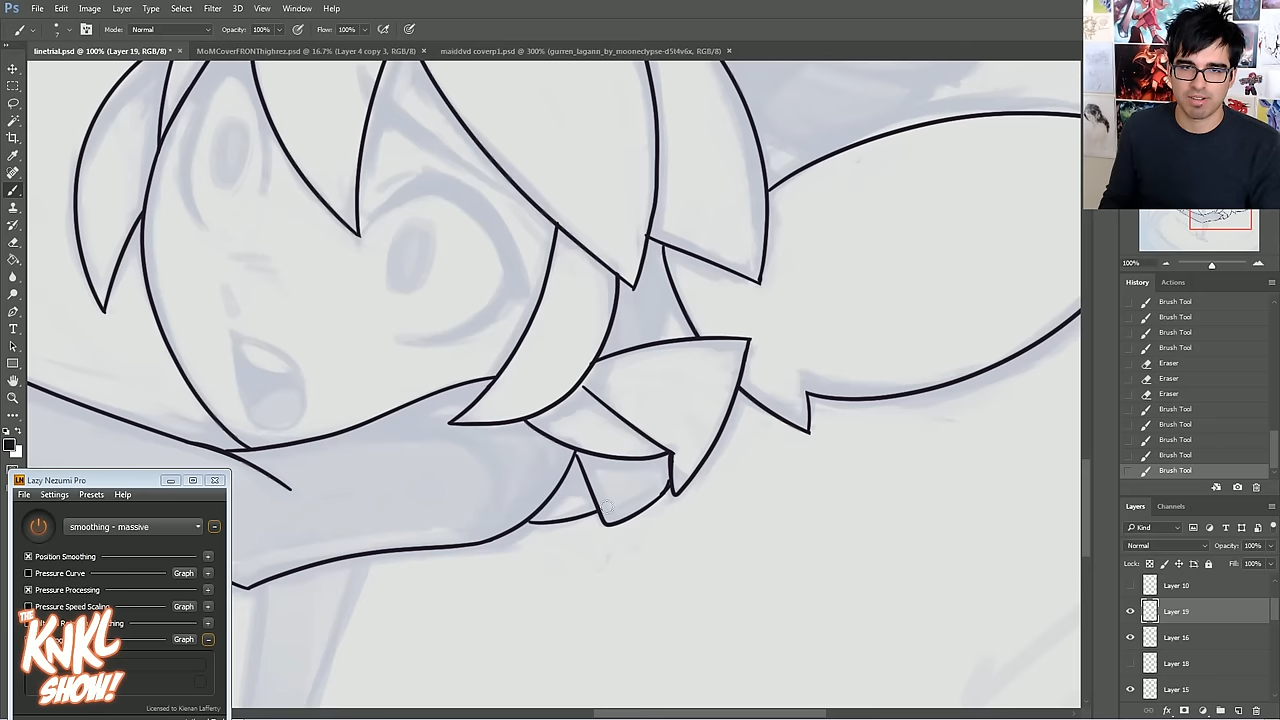 Ps File Edit Image Layer Type Select Filter 3D View Window Help
Mode: Normal Opacity: 100% Flow: 100%
linetrial.psd @ 100% (Layer 19, RGB/8) * × MoMCoverFRONThighrez.psd @ 16.7% (Layer 4 copy 3, RGB/8) × maiddvd coverp1.psd @ 300% (gurren_lagann_by_mooneclypse-d5t4v6x, RGB/8) ×
100%
History Actions
Brush Tool
Brush Tool
Brush Tool
Brush Tool
Eraser
Eraser
Eraser
Brush Tool
Brush Tool
Brush Tool
Brush Tool
Brush Tool
Layers Channels
Kind
Normal Opacity: 100%
Lock: Fill: 100%
Layer 10
Layer 19
Layer 16
Layer 18
Layer 15
LN Lazy Nezumi Pro
File Settings Presets Help
smoothing - massive
Position Smoothing
Pressure Curve Graph
Pressure Processing
Pressure Speed Scaling Graph
Graph
Licensed to Kienan Lafferty
THE
KNKL
SHOW!